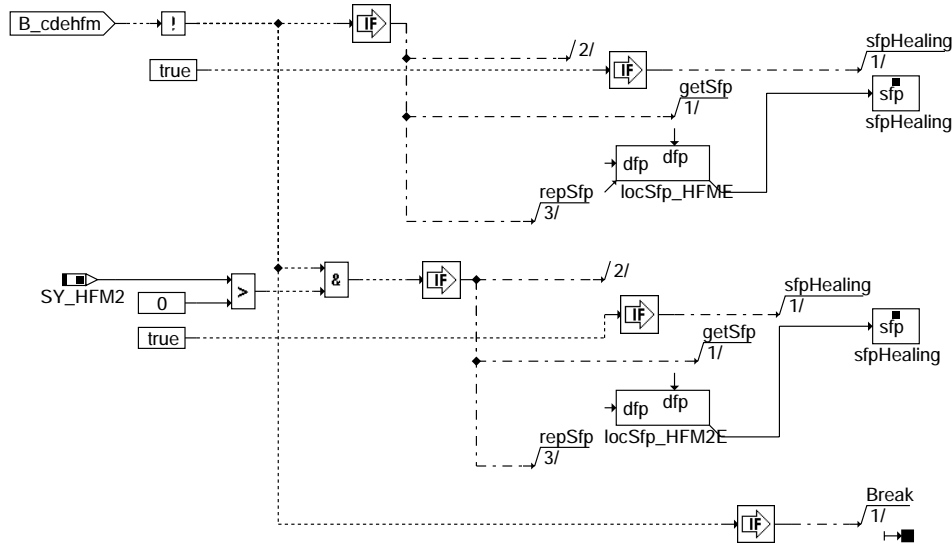 B_cdehfm
!
IF
2/
sfpHealing
1/
true
IF
getSfp
1/
sfp
sfpHealing
dfp
dfp
repSfp
3/
locSfp_HFME
SY_HFM2
>
0
&
IF
2/
sfpHealing
1/
true
IF
getSfp
1/
sfp
sfpHealing
dfp
dfp
repSfp
3/
locSfp_HFM2E
IF
Break
1/